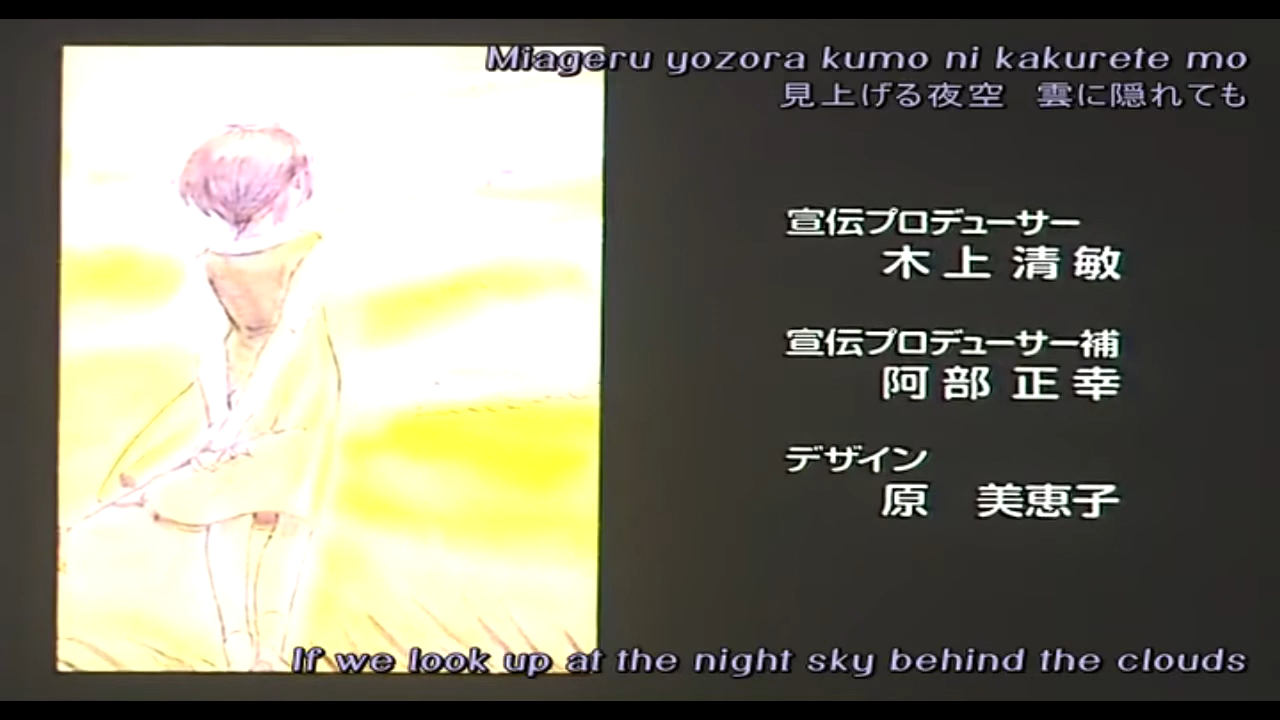 Miageru yozora kumo ni kakurete mo
見上げる夜空　雲に隠れても
宣伝プロデューサー
木上 清敏
宣伝プロデューサー補
阿部 正幸
デザイン
原　美恵子
If we look up at the night sky behind the clouds